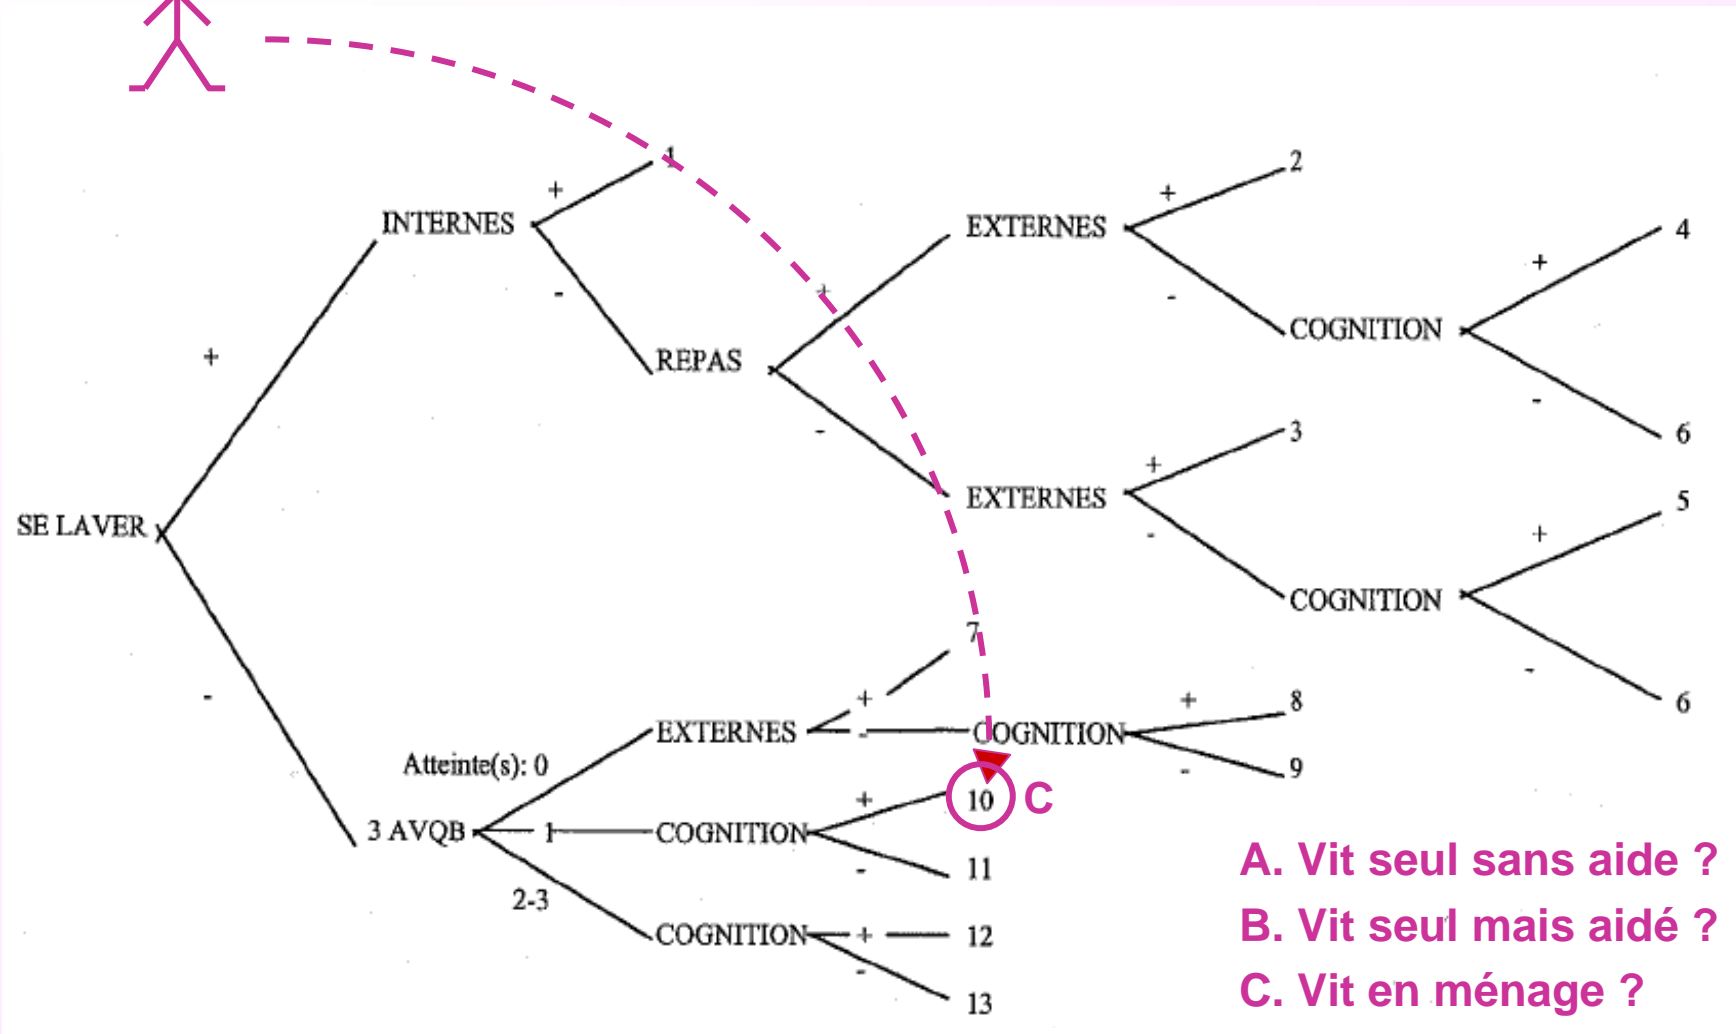 1
+
2
INTERNES
EXTERNES
+
4
-
+
-
+
COGNITION
+
REPAS
-
-
+
3
6
EXTERNES
5
SE LAVER
-
+
COGNITION
7
-
-
+
+
8
6
EXTERNES
-
COGNITION
Atteinte(s): 0
-
9
+
10 C
3 AVQB
1
COGNITION
-
11
A. Vit seul sans aide ?
2-3
COGNITION
+
12
B. Vit seul mais aidé ?
-
13
C. Vit en ménage ?